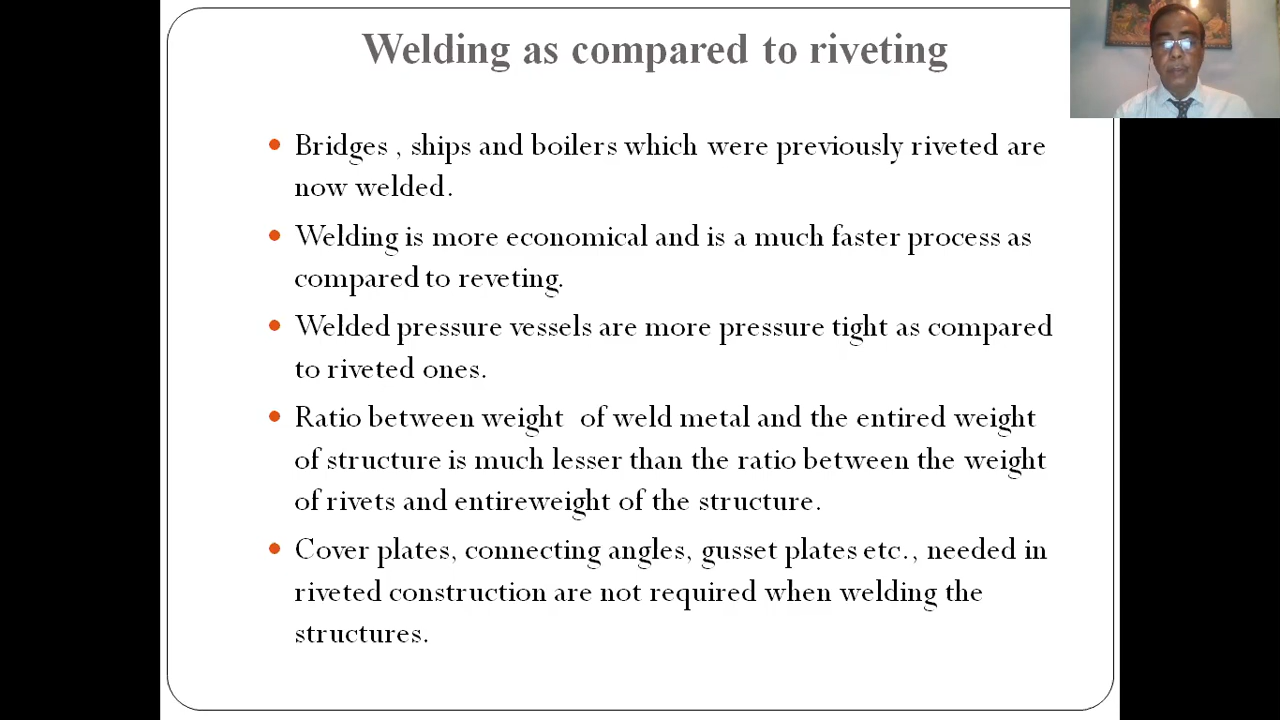 Welding as compared to riveting
Bridges , ships and boilers which were previously riveted are
now welded.
Welding is more economical and is a much faster process as
compared to reveting.
Welded pressure vessels are more pressure tight as compared
to riveted ones.
Ratio between weight of weld metal and the entired weight
of structure is much lesser than the ratio between the weight
of rivets and entireweight of the structure.
Cover plates, connecting angles, gusset plates etc., needed in
riveted construction are not required when welding the
structures.